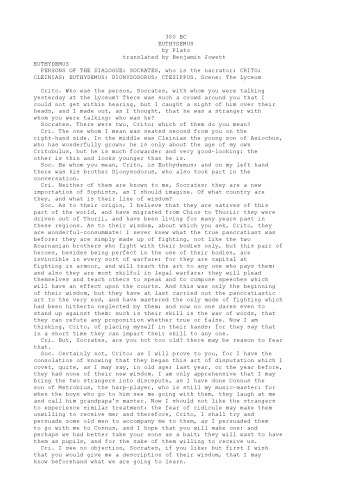 380 BC
EUTHYDEMUS
by Plato
translated by Benjamin Jowett
EUTHYDEMUS
PERSONS OF THE DIALOGUE: SOCRATES, who is the narrator; CRITO;
CLEINIAS; EUTHYDEMUS; DIONYSODORUS; CTESIPPUS. Scene: The Lyceum
Crito. Who was the person, Socrates, with whom you were talking
yesterday at the Lyceum? There was such a crowd around you that I
could not get within hearing, but I caught a sight of him over their
heads, and I made out, as I thought, that he was a stranger with
whom you were talking: who was he?
Socrates. There were two, Crito; which of them do you mean?
Cri. The one whom I mean was seated second from you on the
right-hand side. In the middle was Cleinias the young son of Axiochus,
who has wonderfully grown; he is only about the age of my own
Critobulus, but he is much forwarder and very good-looking: the
other is thin and looks younger than he is.
Soc. He whom you mean, Crito, is Euthydemus; and on my left hand
there was his brother Dionysodorus, who also took part in the
conversation.
Cri. Neither of them are known to me, Socrates; they are a new
importation of Sophists, as I should imagine. Of what country are
they, and what is their line of wisdom?
Soc. As to their origin, I believe that they are natives of this
part of the world, and have migrated from Chios to Thurii; they were
driven out of Thurii, and have been living for many years past in
these regions. As to their wisdom, about which you ask, Crito, they
are wonderful-consummate! I never knew what the true pancratiast was
before; they are simply made up of fighting, not like the two
Acarnanian brothers who fight with their bodies only, but this pair of
heroes, besides being perfect in the use of their bodies, are
invincible in every sort of warfare; for they are capital at
fighting in armour, and will teach the art to any one who pays them;
and also they are most skilful in legal warfare; they will plead
themselves and teach others to speak and to compose speeches which
will have an effect upon the courts. And this was only the beginning
of their wisdom, but they have at last carried out the pancratiastic
art to the very end, and have mastered the only mode of fighting which
had been hitherto neglected by them; and now no one dares even to
stand up against them: such is their skill in the war of words, that
they can refute any proposition whether true or false. Now I am
thinking, Crito, of placing myself in their hands; for they say that
in a short time they can impart their skill to any one.
Cri. But, Socrates, are you not too old? there may be reason to fear
that.
Soc. Certainly not, Crito; as I will prove to you, for I have the
consolation of knowing that they began this art of disputation which I
covet, quite, as I may say, in old age; last year, or the year before,
they had none of their new wisdom. I am only apprehensive that I may
bring the two strangers into disrepute, as I have done Connus the
son of Metrobius, the harp-player, who is still my music-master; for
when the boys who go to him see me going with them, they laugh at me
and call him grandpapa's master. Now I should not like the strangers
to experience similar treatment; the fear of ridicule may make them
unwilling to receive me; and therefore, Crito, I shall try and
persuade some old men to accompany me to them, as I persuaded them
to go with me to Connus, and I hope that you will make one: and
perhaps we had better take your sons as a bait; they will want to have
them as pupils, and for the sake of them willing to receive us.
Cri. I see no objection, Socrates, if you like; but first I wish
that you would give me a description of their wisdom, that I may
know beforehand what we are going to learn.